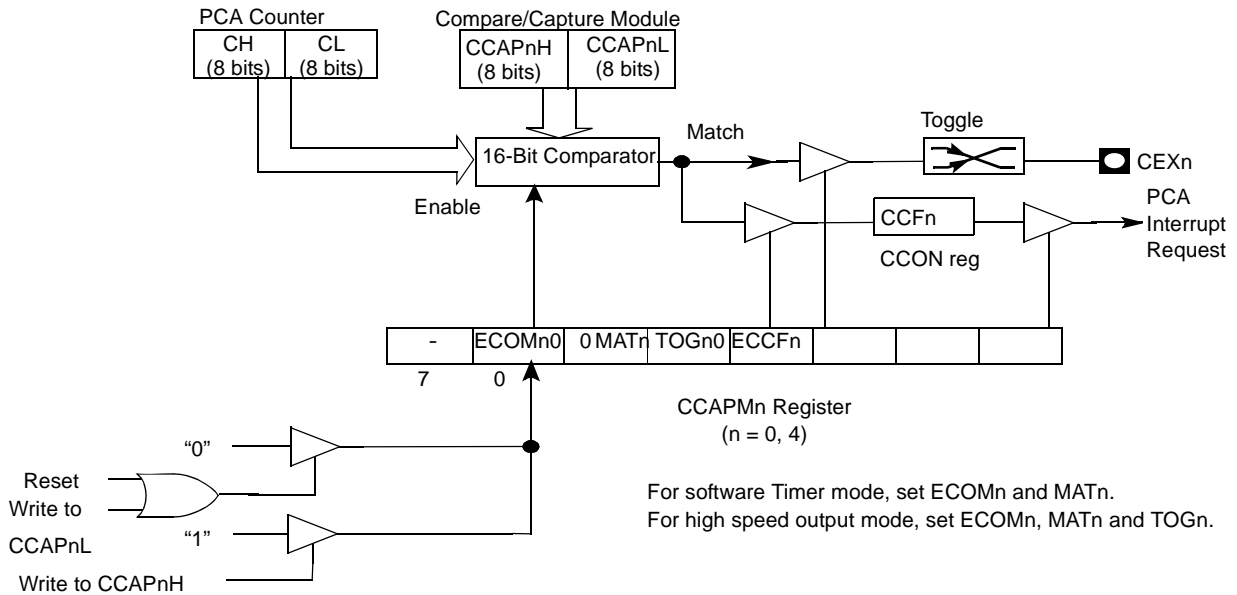 PCA Counter
CH
(8 bits)
CL
(8 bits)
Compare/Capture Module
CCAPnH
(8 bits)
CCAPnL
(8 bits)
16-Bit Comparator
Match
Toggle
CEXn
Enable
CCFn
CCON reg
PCA
Interrupt
Request
- ECOMn0 0 MATn TOGn0 ECCFn
7 0
CCAPMn Register
(n = 0, 4)
“0”
Reset
Write to
CCAPnL
“1”
Write to CCAPnH
For software Timer mode, set ECOMn and MATn.
For high speed output mode, set ECOMn, MATn and TOGn.